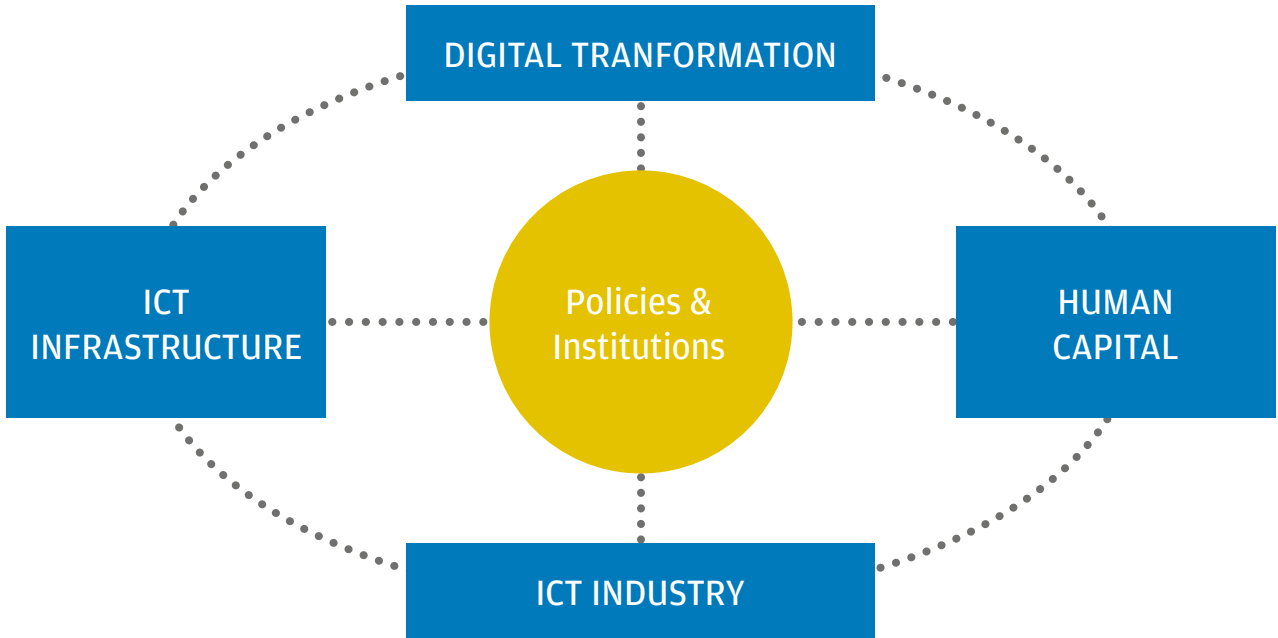 DIGITAL TRANFORMATION
ICT
INFRASTRUCTURE
Policies &
Institutions
HUMAN
CAPITAL
ICT INDUSTRY